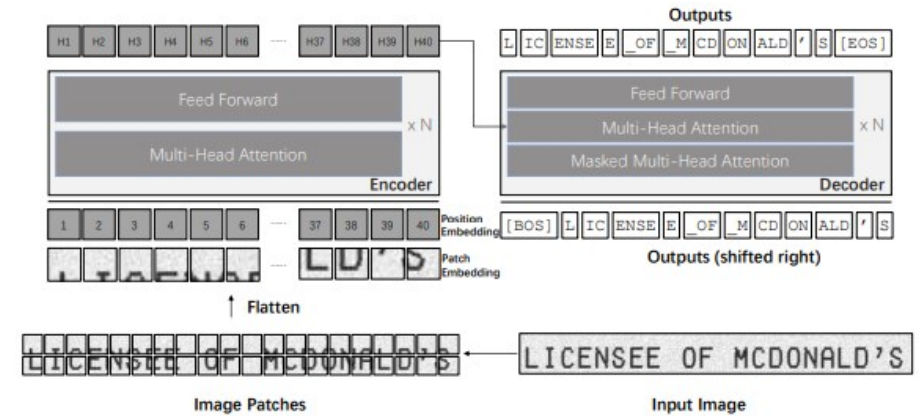 Outputs
H1 H2 H3 H4 H5 H6 ...... H37 H38 H39 H40
L IC ENSE E _OF _M CD ON ALD ' S [EOS]
Feed Forward
Multi-Head Attention
x N
Encoder
Feed Forward
Multi-Head Attention
Masked Multi-Head Attention
x N
Decoder
1 2 3 4 5 6 ...... 37 38 39 40
Position Embedding
[BOS] L IC ENSE E _OF _M CD ON ALD ' S
Patch Embedding
Outputs (shifted right)
LD'S
Flatten
LICENSEE OF MCDONALD'S
LICENSEE OF MCDONALD'S
Image Patches
Input Image